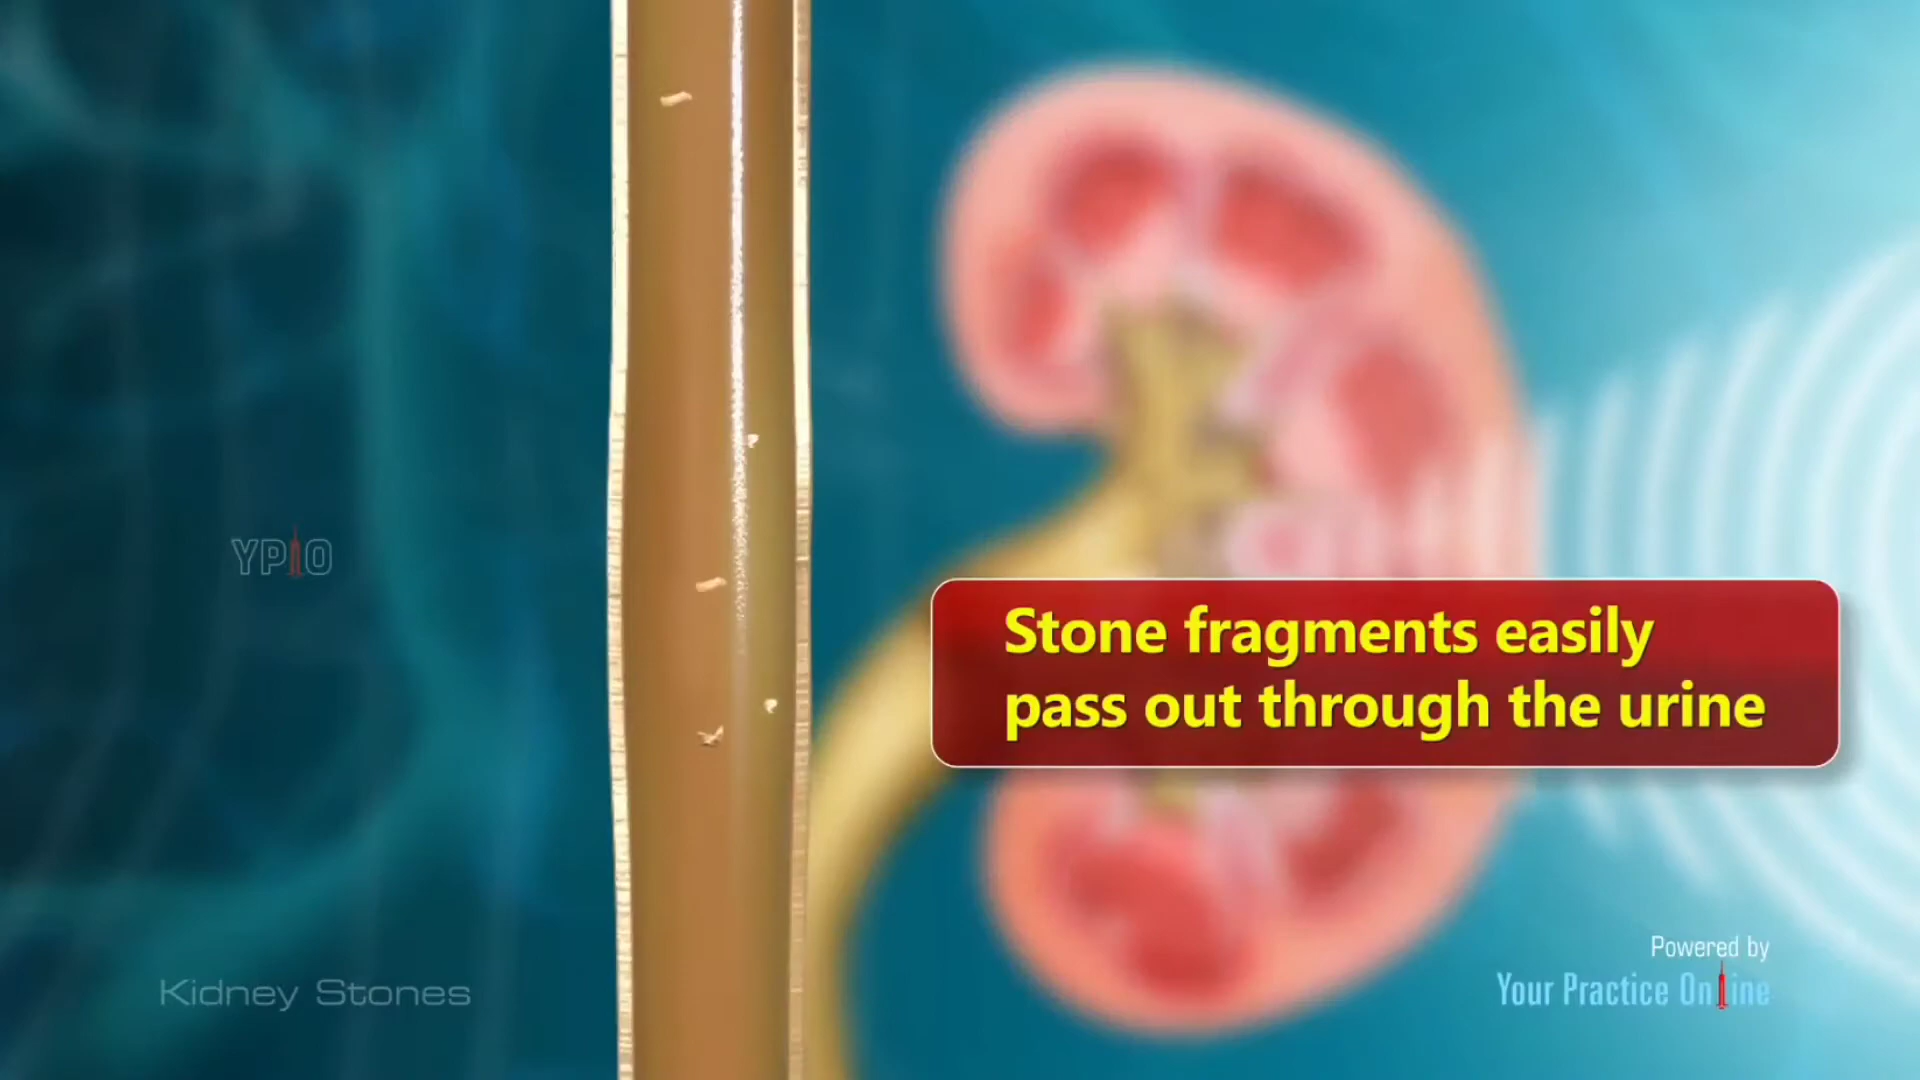 YPO
Stone fragments easily
pass out through the urine
Powered by
Your Practice Online
Kidney Stones